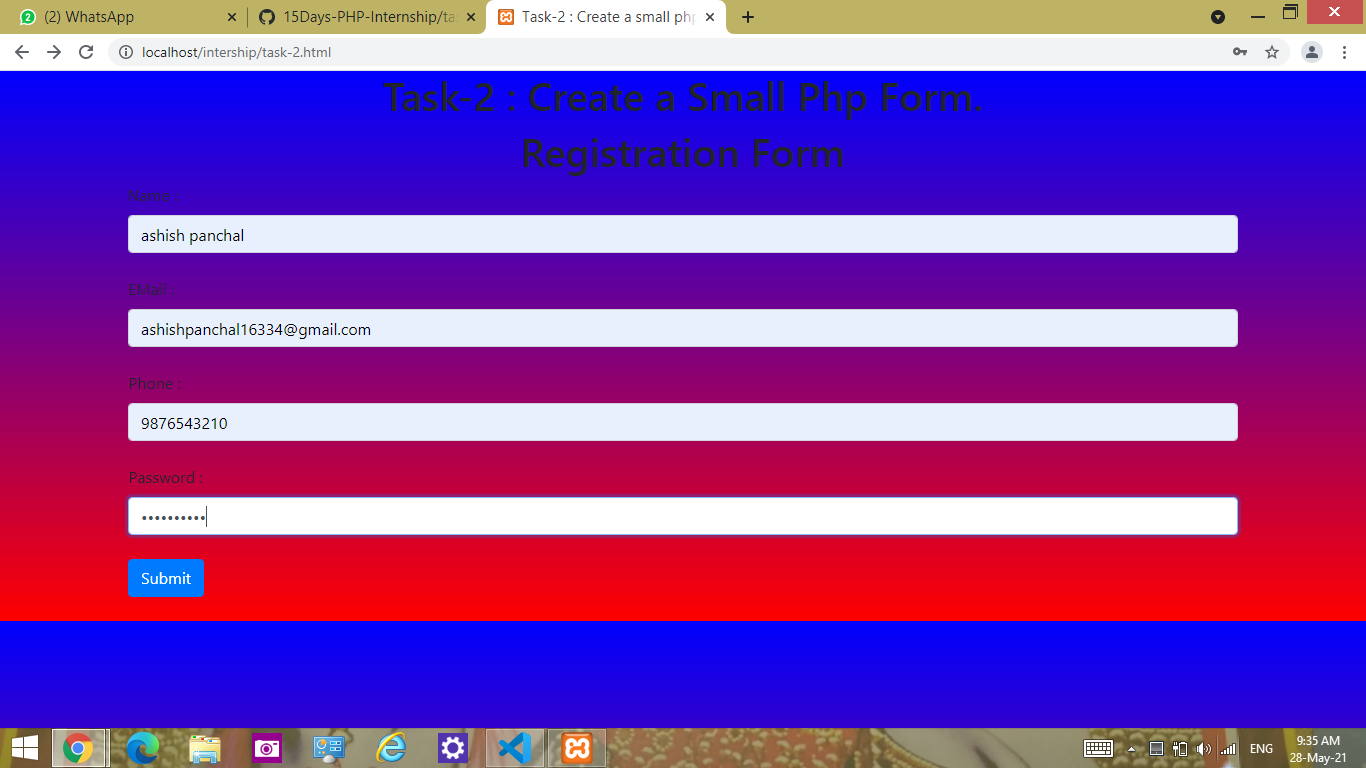 (2) WhatsApp
15Days-PHP-Internship/ta
Task-2 : Create a small php
localhost/intership/task-2.html
Task-2 : Create a Small Php Form.
Registration Form
Name :
ashish panchal
EMail :
ashishpanchal16334@gmail.com
Phone :
9876543210
Password :
••••••••••
Submit
ENG
9:35 AM
28-May-21